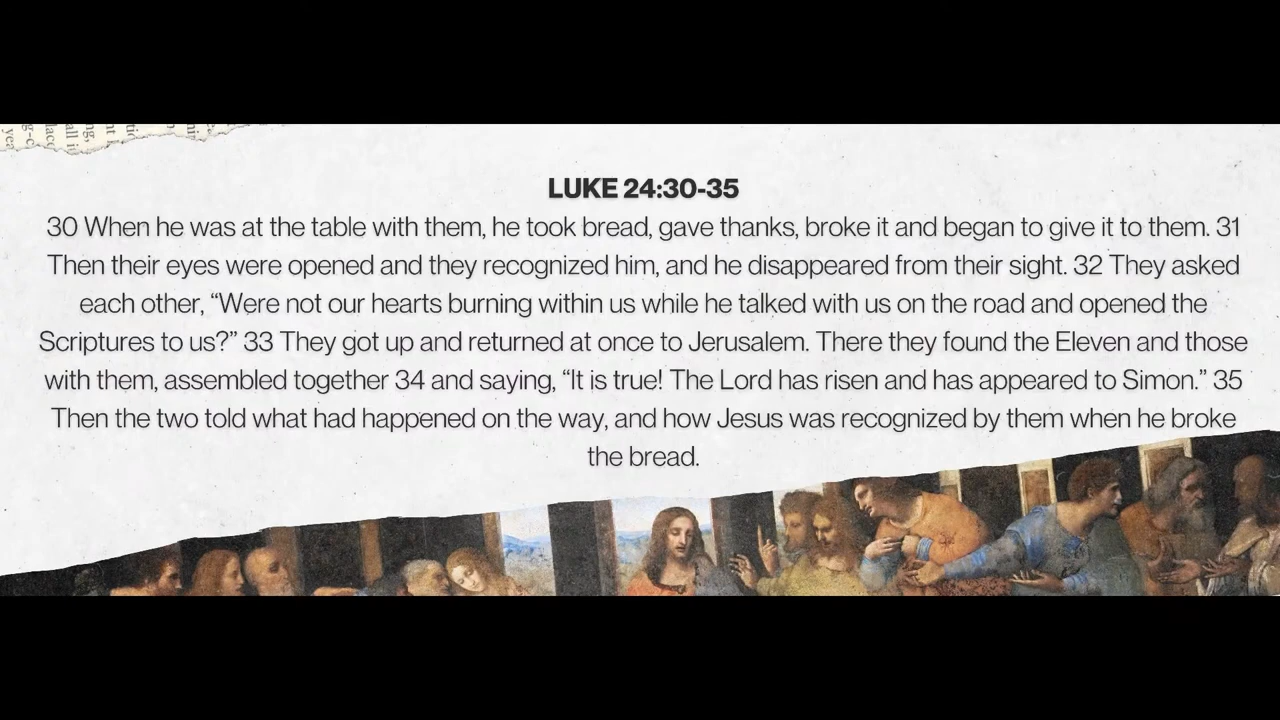 LUKE 24:30-35
30 When he was at the table with them, he took bread, gave thanks, broke it and began to give it to them. 31
Then their eyes were opened and they recognized him, and he disappeared from their sight. 32 They asked
each other, “Were not our hearts burning within us while he talked with us on the road and opened the
Scriptures to us?” 33 They got up and returned at once to Jerusalem. There they found the Eleven and those
with them, assembled together 34 and saying, “It is true! The Lord has risen and has appeared to Simon.” 35
Then the two told what had happened on the way, and how Jesus was recognized by them when he broke
the bread.